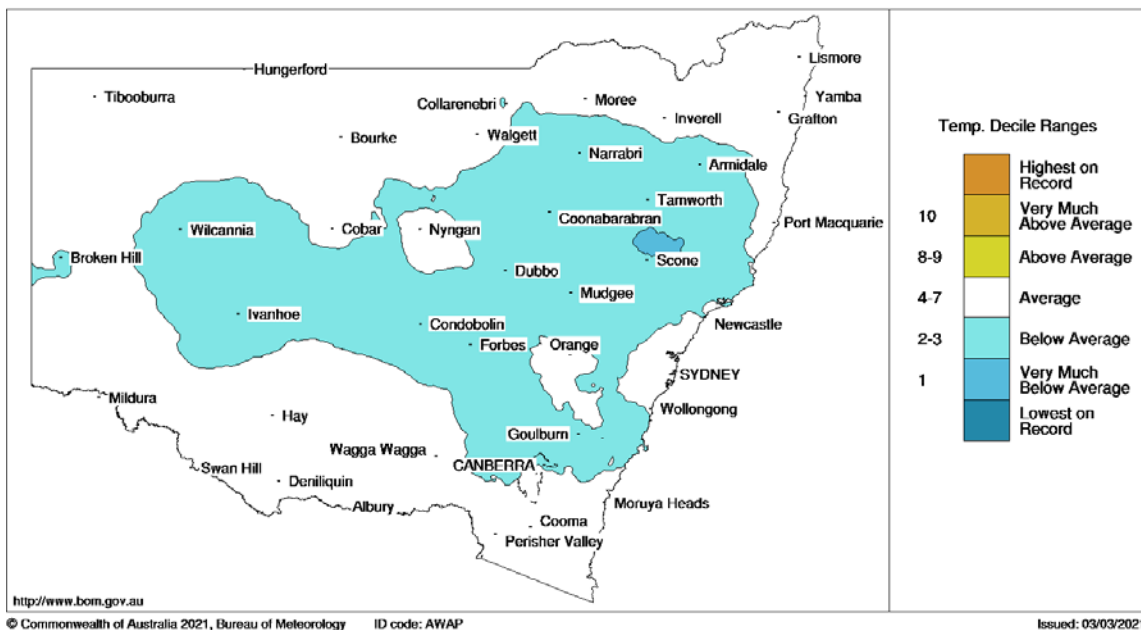 Hungerford
Lismore
Tibooburra
Collarenebri
Moree
Yamba
Grafton
Inverell
Bourke
Walgett
Narrabri
Armidale
Tamworth
Coonabarabran
Port Macquarie
Wilcannia
Cobar
Nyngan
Broken Hill
Scone
Dubbo
Mudgee
Ivanhoe
Condobolin
Newcastle
Forbes
Orange
SYDNEY
Mildura
Wollongong
Hay
Goulburn
Wagga Wagga
CANBERRA
Swan Hill
Deniliquin
Albury
Moruya Heads
Cooma
Perisher Valley
http://www.bom.gov.au
Temp. Decile Ranges
Highest on
Record
10
Very Much
Above Average
8-9
Above Average
4-7
Average
2-3
Below Average
1
Very Much
Below Average
Lowest on
Record
© Commonwealth of Australia 2021, Bureau of Meteorology
ID code: AWAP
Issued: 03/03/2021